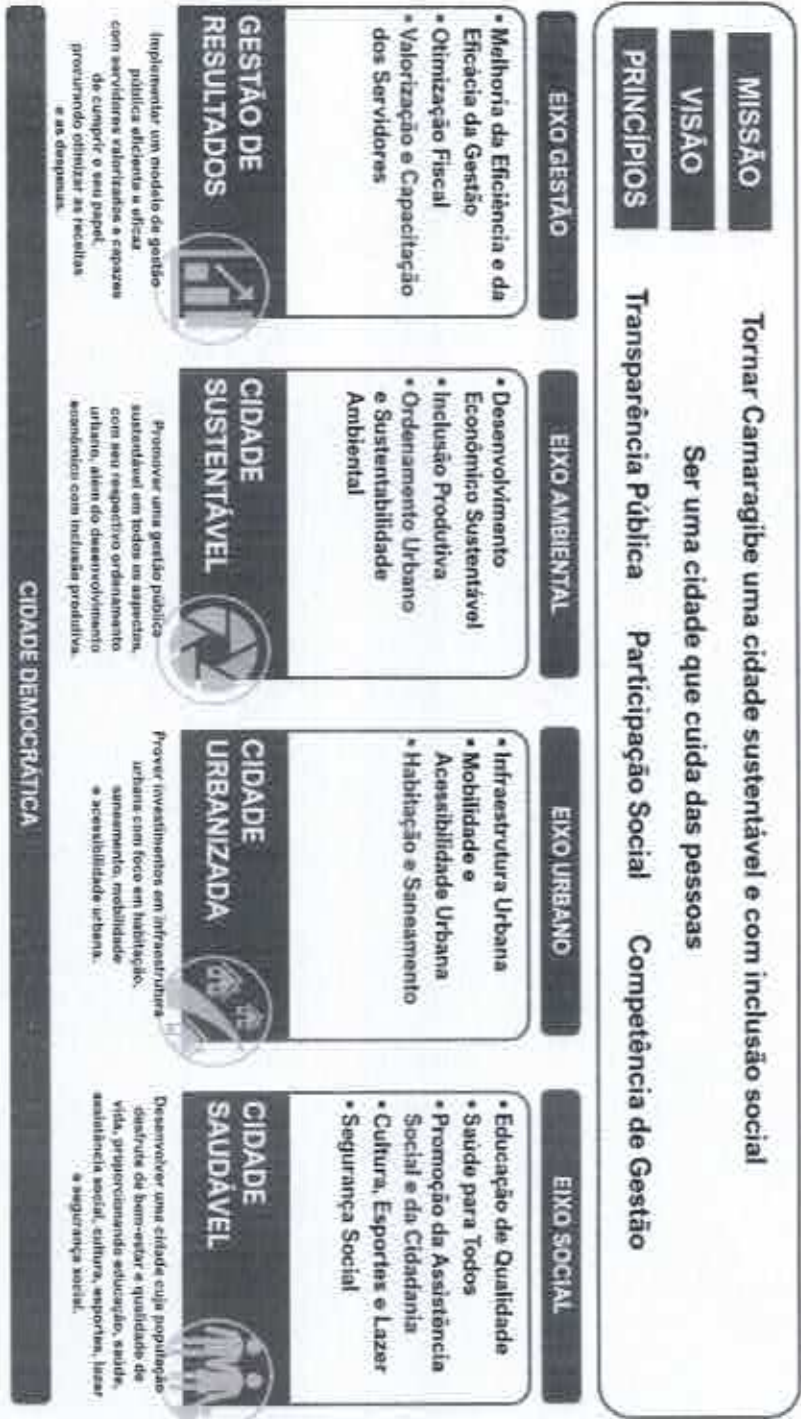 MISSÃO
Tornar Camaragibe uma cidade sustentável e com inclusão social
VISÃO
Ser uma cidade que cuida das pessoas
PRINCÍPIOS
Transparência Pública Participação Social Competência de Gestão
EIXO GESTÃO
• Melhoria da Eficiência e da
Eficácia da Gestão
• Otimização Fiscal
• Valorização e Capacitação
dos Servidores
GESTÃO DE
RESULTADOS
Implementar um modelo de gestão
pública eficiente e eficaz
com servidores valorizados e capazes
de cumprir o seu papel,
procurando otimizar as receitas
e as despesas.
EIXO AMBIENTAL
• Desenvolvimento
Econômico Sustentável
• Inclusão Produtiva
• Ordenamento Urbano
e Sustentabilidade
Ambiental
CIDADE
SUSTENTÁVEL
Promover uma gestão pública
sustentável em todos os aspectos,
com seu respectivo ordenamento
urbano, além do desenvolvimento
econômico com inclusão produtiva.
EIXO URBANO
• Infraestrutura Urbana
• Mobilidade e
Acessibilidade Urbana
• Habitação e Saneamento
CIDADE
URBANIZADA
Prover investimentos em infraestrutura
urbana com foco em habitação,
saneamento, mobilidade
e acessibilidade urbana.
EIXO SOCIAL
• Educação de Qualidade
• Saúde para Todos
• Promoção da Assistência
Social e da Cidadania
• Cultura, Esportes e Lazer
• Segurança Social
CIDADE
SAUDÁVEL
Desenvolver uma cidade cuja população
desfrute de bem-estar e qualidade de
vida, proporcionando educação, saúde,
assistência social, cultura, esportes, lazer
e segurança social.
CIDADE DEMOCRÁTICA